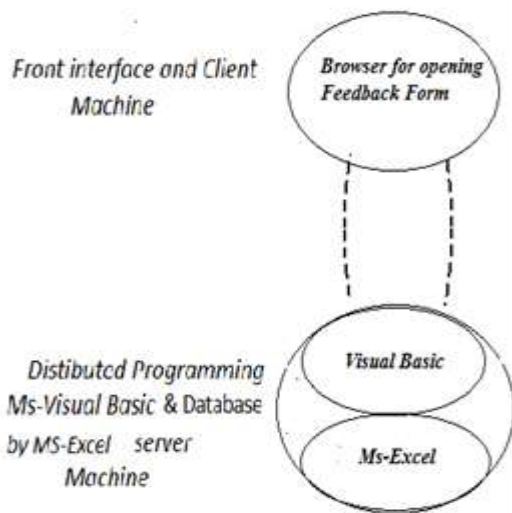 Front interface and Client
Machine
Browser for opening
Feedback Form
Distibuted Programming
Ms-Visual Basic & Database
by MS-Excel server
Machine
Visual Basic
Ms-Excel